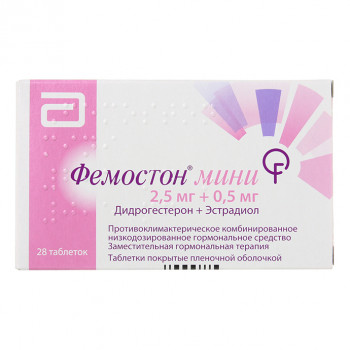 Фемостон® мини
2,5 мг + 0,5 мг
Дидрогестерон + Эстрадиол
Противоклимактерическое комбинированное
низкодозированное гормональное средство
Заместительная гормональная терапия
28 таблеток
Таблетки покрытые пленочной оболочкой